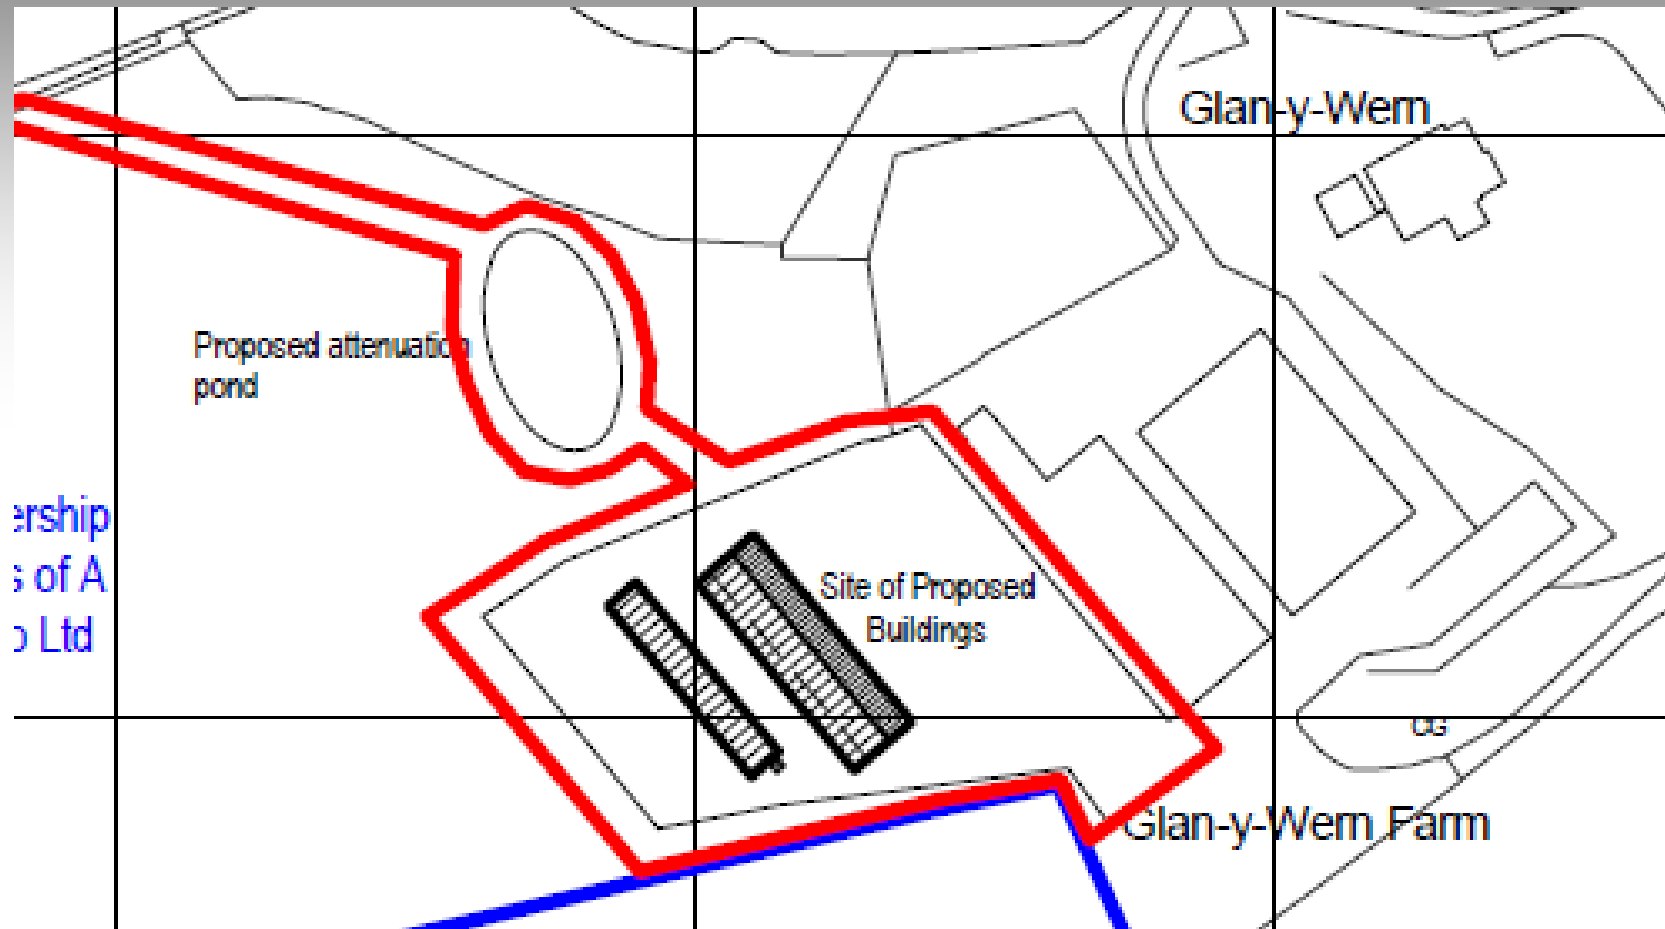 Glan-y-Wern
Proposed attenuation
pond
ership
s of A
o Ltd
Site of Proposed
Buildings
CG
Glan-y-Wern Farm